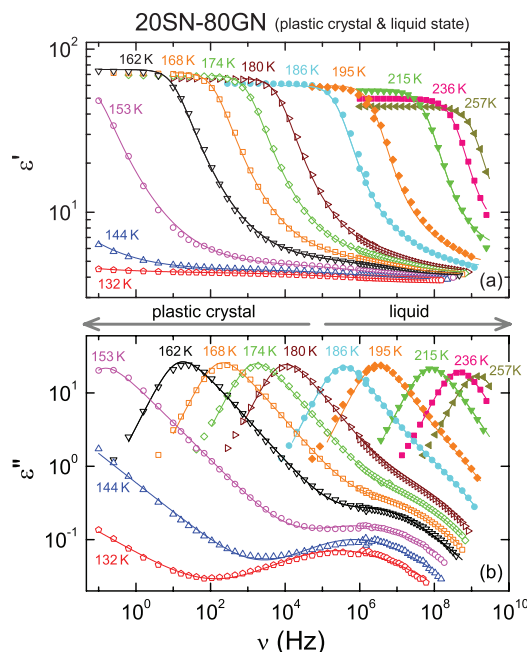 20SN-80GN (plastic crystal & liquid state)
10²
10¹
ε'
162 K
168 K
174 K
180 K
186 K
195 K
215 K
236 K
257K
153 K
144 K
132 K
(a)
plastic crystal
liquid
10¹
10⁰
10⁻¹
ε''
153 K
162 K
168 K
174 K
180 K
186 K
195 K
215 K
236 K
257K
144 K
132 K
(b)
10⁰ 10² 10⁴ 10⁶ 10⁸ 10¹⁰
ν (Hz)